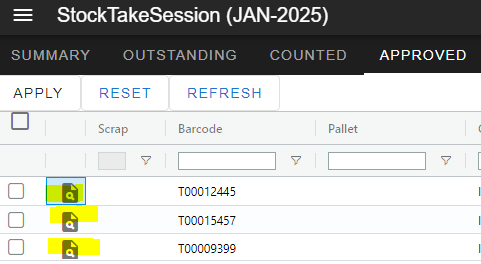 StockTakeSession (JAN-2025)
SUMMARY OUTSTANDING COUNTED APPROVED
APPLY RESET REFRESH
Scrap Barcode Pallet
T00012445
T00015457
T00009399